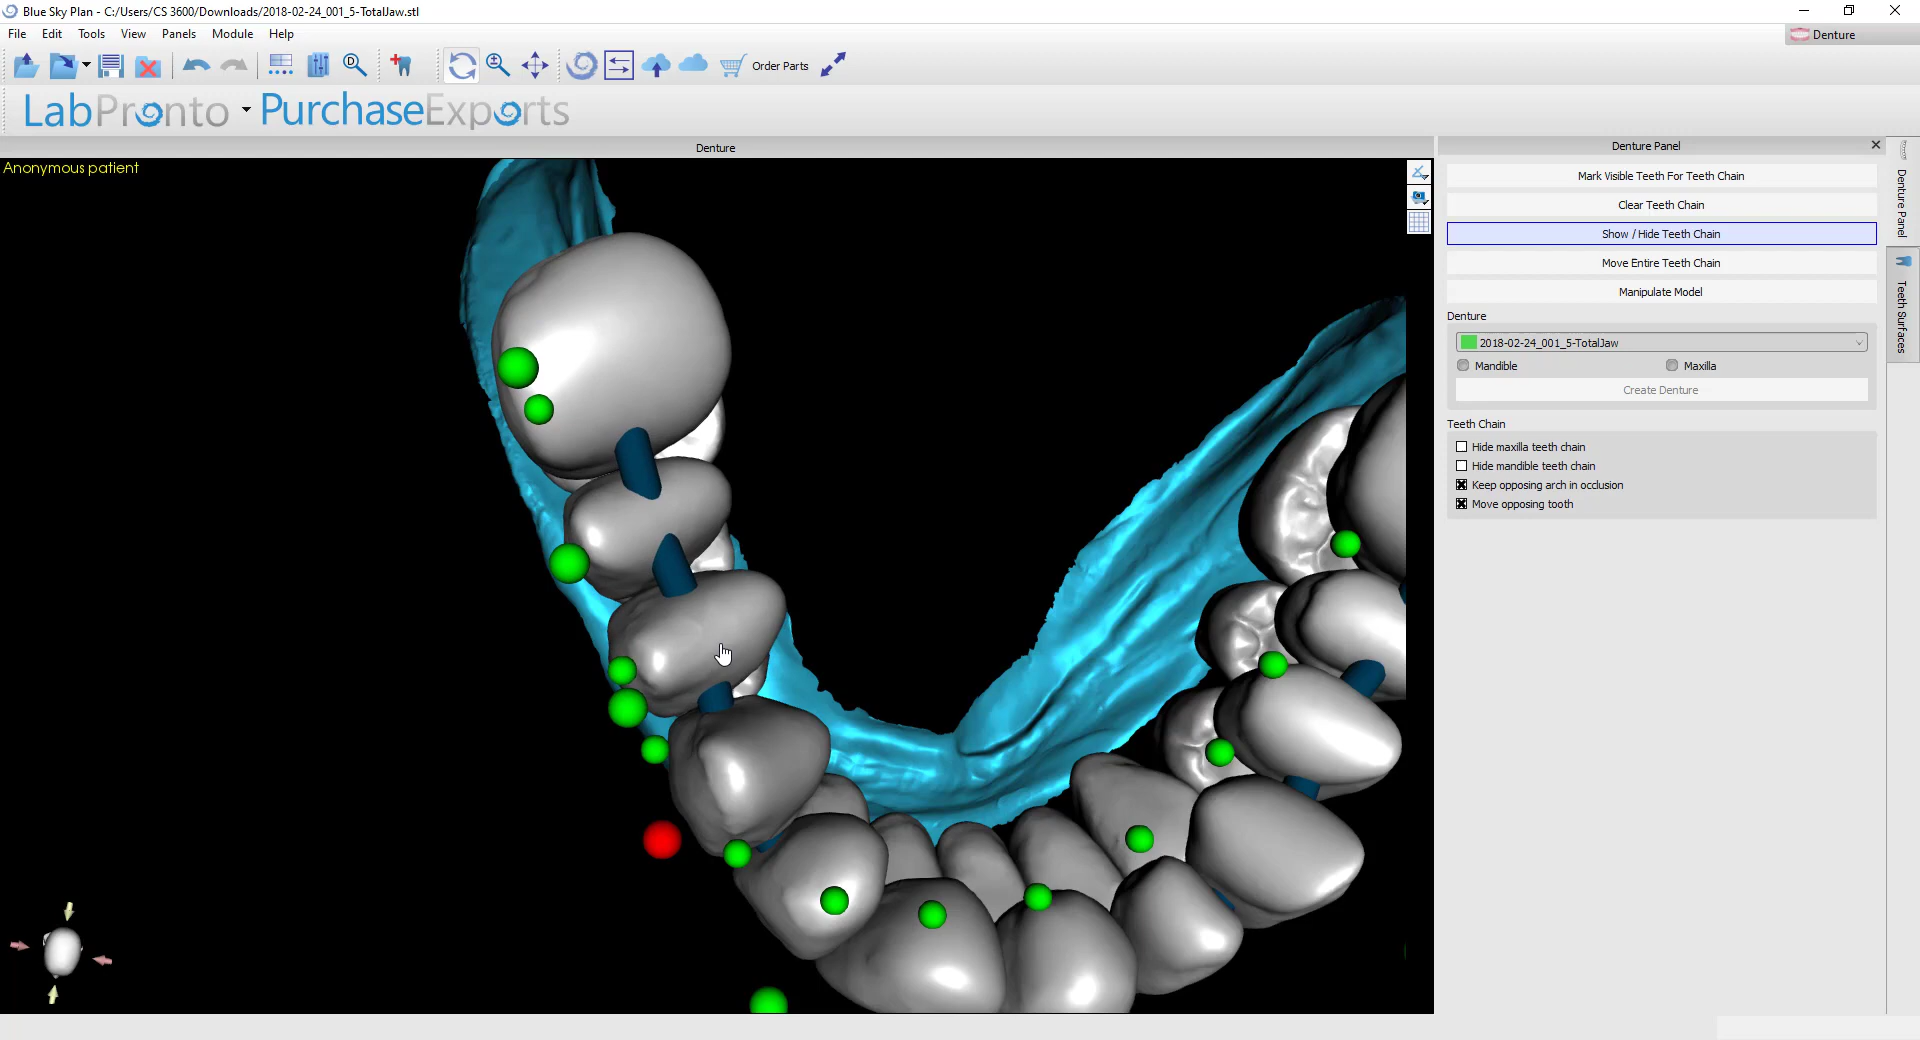 Blue Sky Plan - C:/Users/CS 3600/Downloads/2018-02-24_001_5-TotalJaw.stl
File Edit Tools View Panels Module Help
Denture
D
Order Parts
LabPronto PurchaseExports
Denture
Denture Panel
Anonymous patient
Mark Visible Teeth For Teeth Chain
Clear Teeth Chain
Show / Hide Teeth Chain
Move Entire Teeth Chain
Manipulate Model
Denture
2018-02-24_001_5-TotalJaw
Mandible Maxilla
Create Denture
Teeth Chain
Hide maxilla teeth chain
Hide mandible teeth chain
Keep opposing arch in occlusion
Move opposing tooth
Denture Panel
Teeth Surfaces